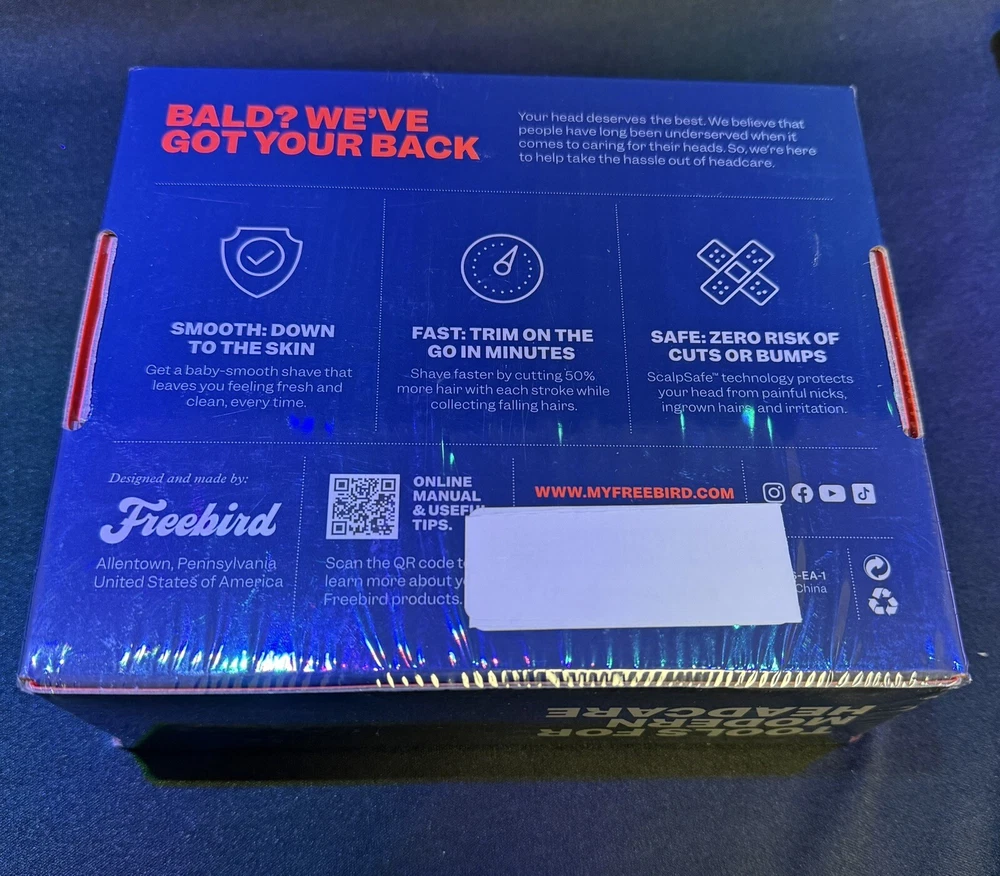 BALD? WE'VE
GOT YOUR BACK
Your head deserves the best. We believe that
people have long been underserved when it
comes to caring for their heads. So, we're here
to help take the hassle out of headcare.
SMOOTH: DOWN
TO THE SKIN
Get a baby-smooth shave that
leaves you feeling fresh and
clean, every time.
FAST: TRIM ON THE
GO IN MINUTES
Shave faster by cutting 50%
more hair with each stroke while
collecting falling hairs.
SAFE: ZERO RISK OF
CUTS OR BUMPS
ScalpSafe™ technology protects
your head from painful nicks,
ingrown hairs and irritation.
Designed and made by:
Freebird
Allentown, Pennsylvania
United States of America
ONLINE
MANUAL
& USEFU
TIPS.
Scan the QR code to
learn more about y
Freebird products.
WWW.MYFREEBIRD.COM
-EA-1
China
TOOLS FOR
MODERN
HEADCARE